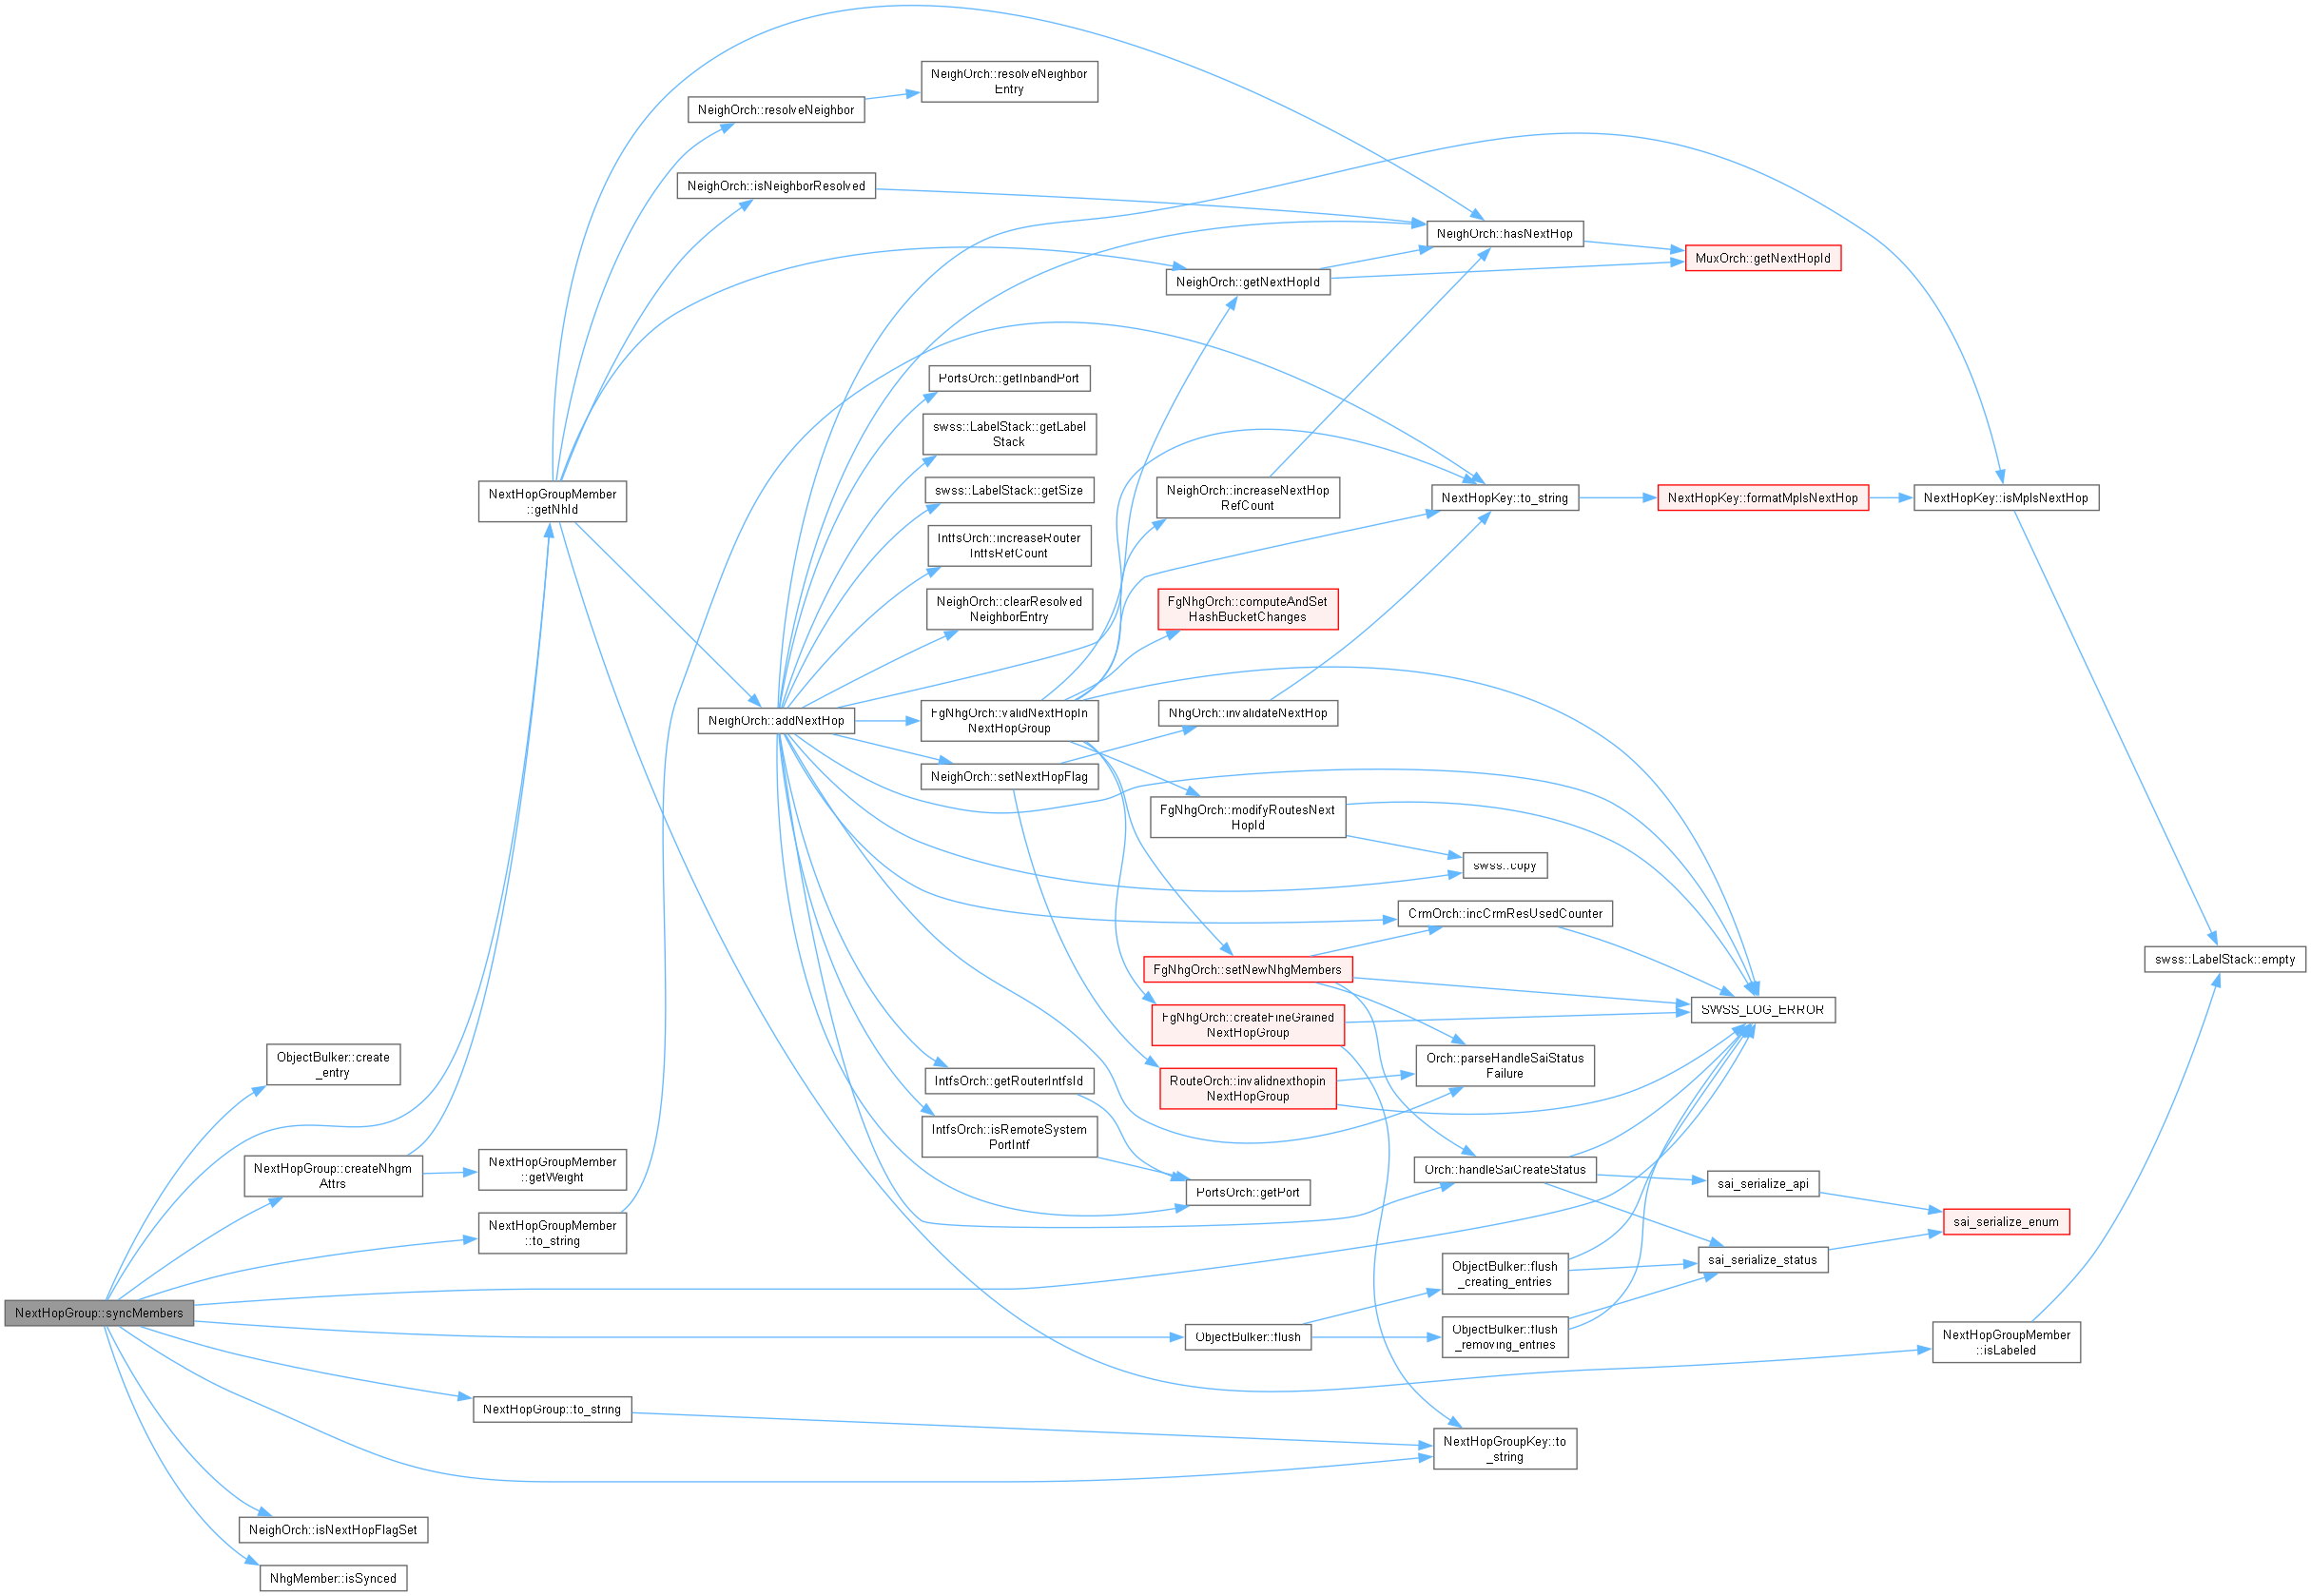 NeighOrch::resolveNeighbor
Entry
NeighOrch::resolveNeighbor
NeighOrch::isNeighborResolved
NeighOrch::hasNextHop
MuxOrch::getNextHopId
NeighOrch::getNextHopId
PortsOrch::getInbandPort
swss::LabelStack::getLabel
Stack
swss::LabelStack::getSize
NextHopGroupMember
::getNhId
NeighOrch::increaseNextHop
RefCount
NextHopKey::to_string
NextHopKey::formatMplsNextHop
NextHopKey::isMplsNextHop
IntfsOrch::increaseRouter
IntfsRefCount
NeighOrch::clearResolved
NeighborEntry
FgNhgOrch::computeAndSet
HashBucketChanges
NeighOrch::addNextHop
FgNhgOrch::validNextHopIn
NextHopGroup
NhgOrch::invalidateNextHop
NeighOrch::setNextHopFlag
FgNhgOrch::modifyRoutesNext
HopId
swss::copy
CrmOrch::incCrmResUsedCounter
swss::LabelStack::empty
FgNhgOrch::setNewNhgMembers
SWSS_LOG_ERROR
FgNhgOrch::createFineGrained
NextHopGroup
ObjectBulker::create
_entry
Orch::parseHandleSaiStatus
Failure
IntfsOrch::getRouterIntfsId
RouteOrch::invalidnexthopin
NextHopGroup
IntfsOrch::isRemoteSystem
PortIntf
NextHopGroup::createNhgm
Attrs
NextHopGroupMember
::getWeight
Orch::handleSaiCreateStatus
sai_serialize_api
PortsOrch::getPort
NextHopGroupMember
::to_string
sai_serialize_enum
sai_serialize_status
ObjectBulker::flush
_creating_entries
NextHopGroup::syncMembers
ObjectBulker::flush
ObjectBulker::flush
_removing_entries
NextHopGroupMember
::isLabeled
NextHopGroup::to_string
NextHopGroupKey::to
_string
NeighOrch::isNextHopFlagSet
NhgMember::isSynced